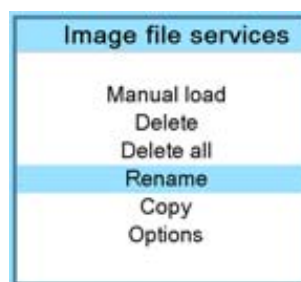 Image file services
Manual load
Delete
Delete all
Rename
Copy
Options